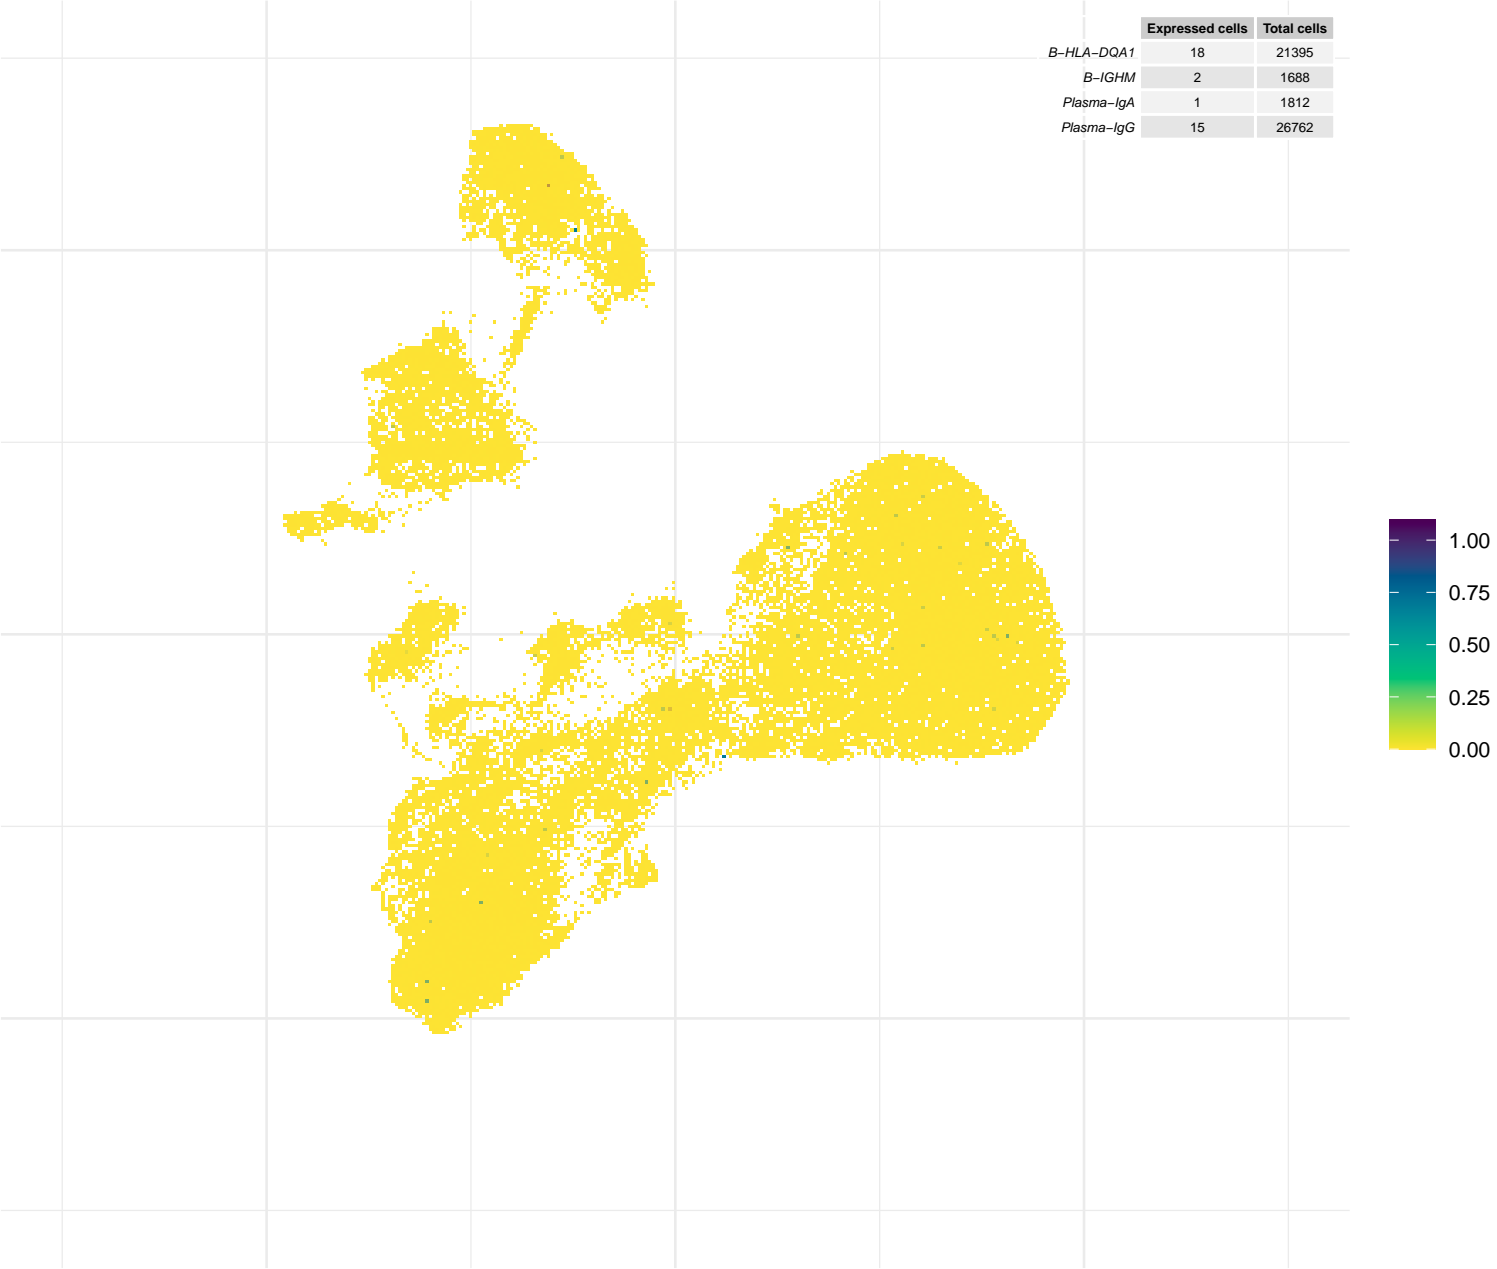 Expressed cells Total cells
B−HLA−DQA1 18 21395
B−IGHM 2 1688
Plasma−IgA 1 1812
Plasma−IgG 15 26762
1.00
0.75
0.50
0.25
0.00